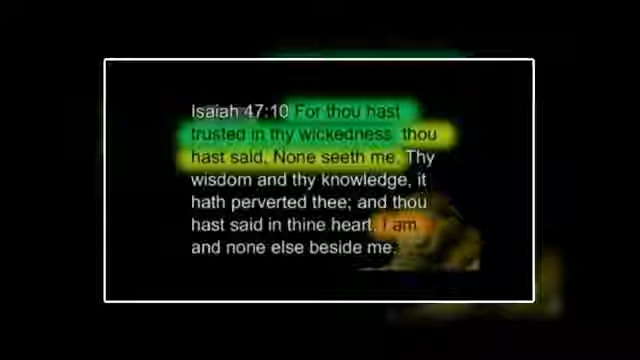 Isaiah 47:10 For thou hast
trusted in thy wickedness: thou
hast said, None seeth me. Thy
wisdom and thy knowledge, it
hath perverted thee; and thou
hast said in thine heart, I am
and none else beside me.